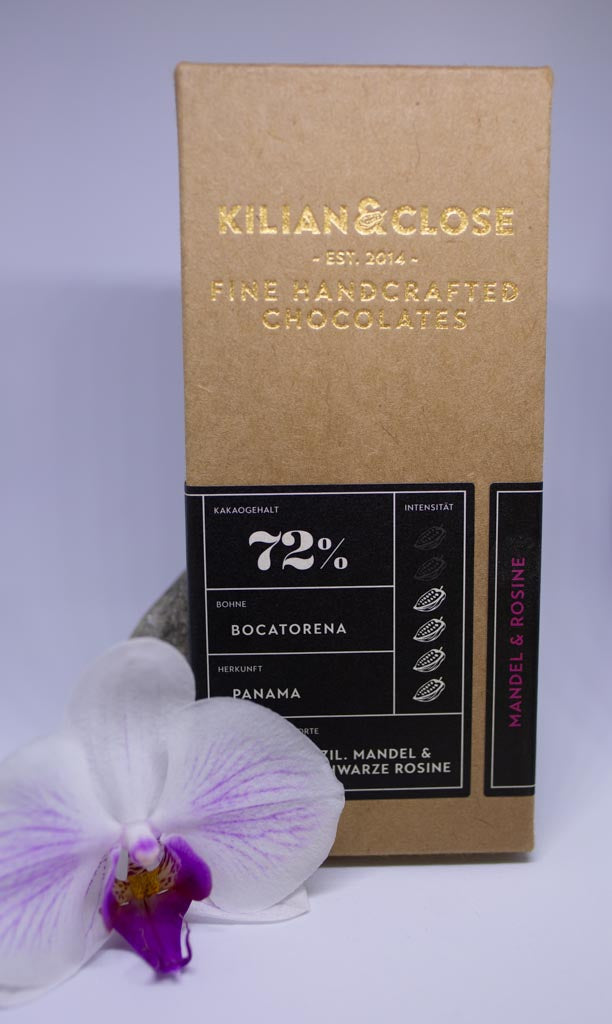 KILIAN&CLOSE
- EST. 2014 -
FINE HANDCRAFTED
CHOCOLATES
KAKAOGEHALT
72%
INTENSITÄT
BOHNE
BOCATORENA
HERKUNFT
PANAMA
MANDEL &
ROSINE
MANDEL & ROSINE